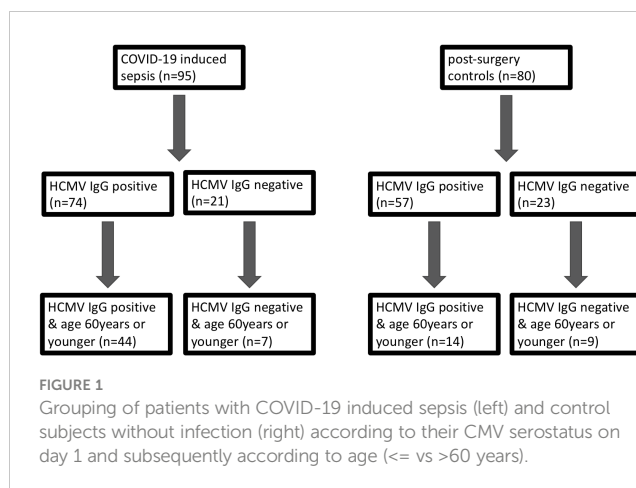 COVID-19 induced
sepsis (n=95)
post-surgery
controls (n=80)
HCMV IgG positive
(n=74)
HCMV IgG negative
(n=21)
HCMV IgG positive
(n=57)
HCMV IgG negative
(n=23)
HCMV IgG positive
& age 60years or
younger (n=44)
HCMV IgG negative
& age 60years or
younger (n=7)
HCMV IgG positive
& age 60years or
younger (n=14)
HCMV IgG negative
& age 60years or
younger (n=9)
FIGURE 1
Grouping of patients with COVID-19 induced sepsis (left) and control
subjects without infection (right) according to their CMV serostatus on
day 1 and subsequently according to age (<= vs >60 years).